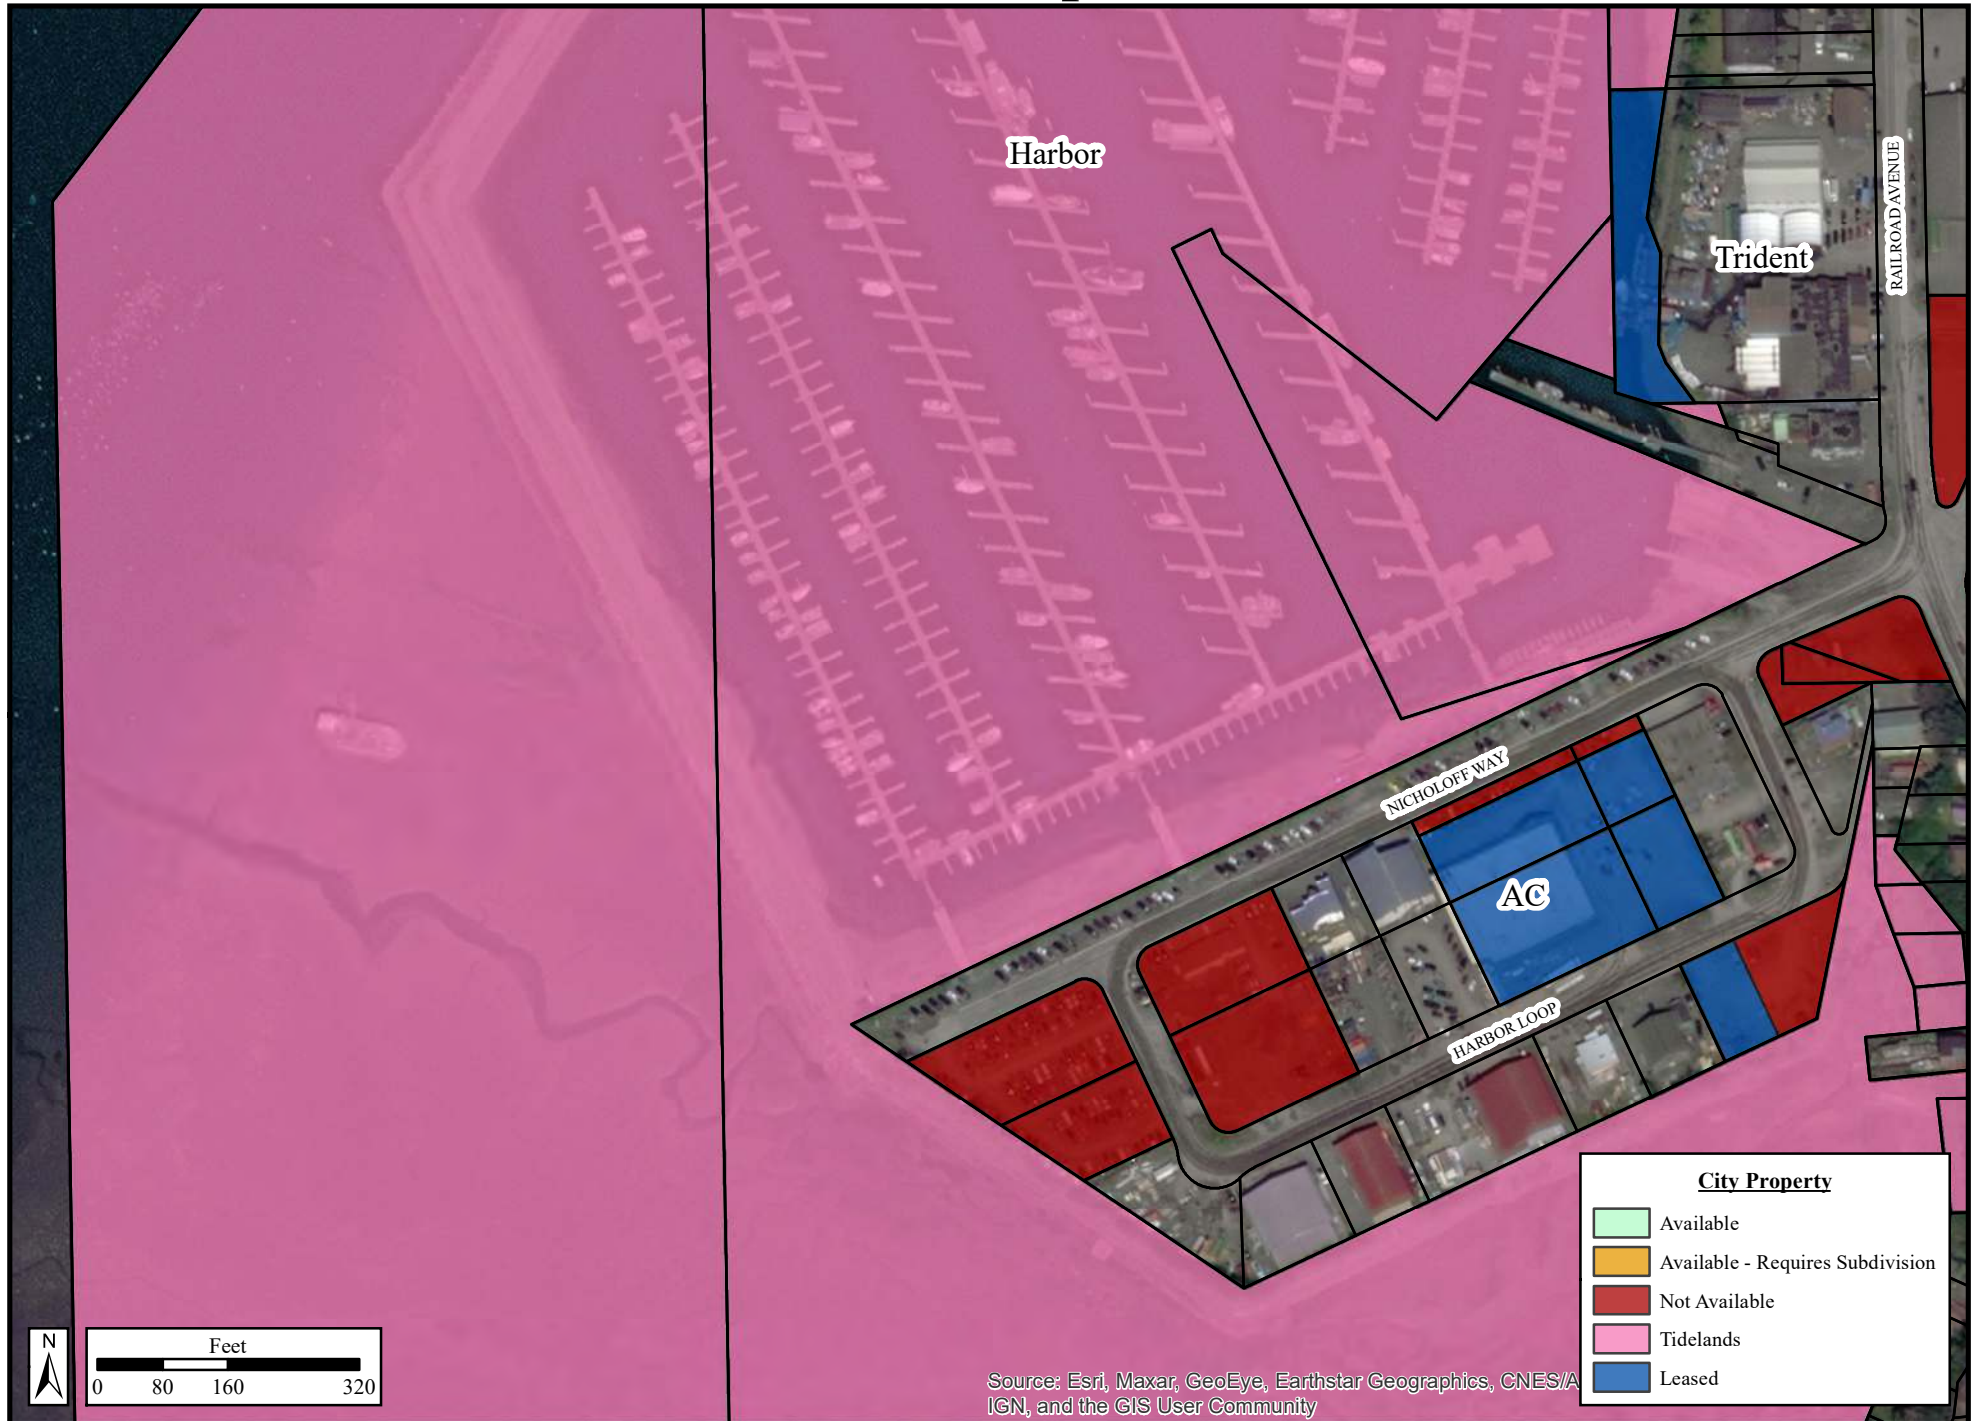 Harbor
Trident
RAILROAD AVENUE
NICHOLOFF WAY
AC
HARBOR LOOP
City Property
Available
Available - Requires Subdivision
Not Available
Tidelands
Leased
N
Feet
0 80 160 320
Source: Esri, Maxar, GeoEye, Earthstar Geographics, CNES/A
IGN, and the GIS User Community